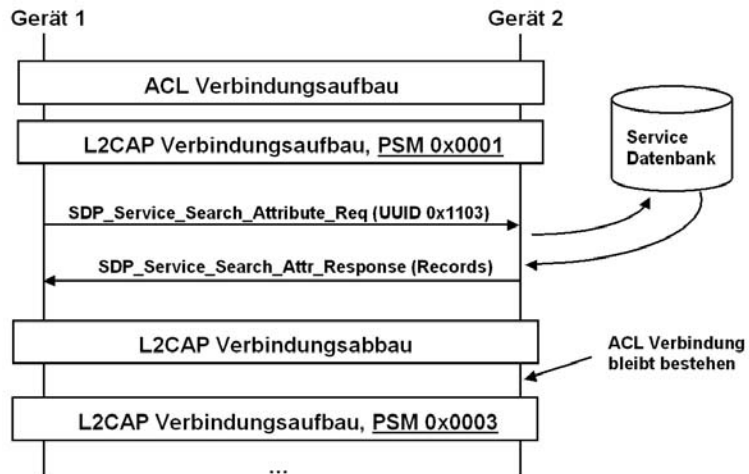 Gerät 1
Gerät 2
ACL Verbindungsaufbau
L2CAP Verbindungsaufbau, PSM 0x0001
Service
Datenbank
SDP_Service_Search_Attribute_Req (UUID 0x1103)
SDP_Service_Search_Attr_Response (Records)
L2CAP Verbindungsabbau
ACL Verbindung
bleibt bestehen
L2CAP Verbindungsaufbau, PSM 0x0003
...